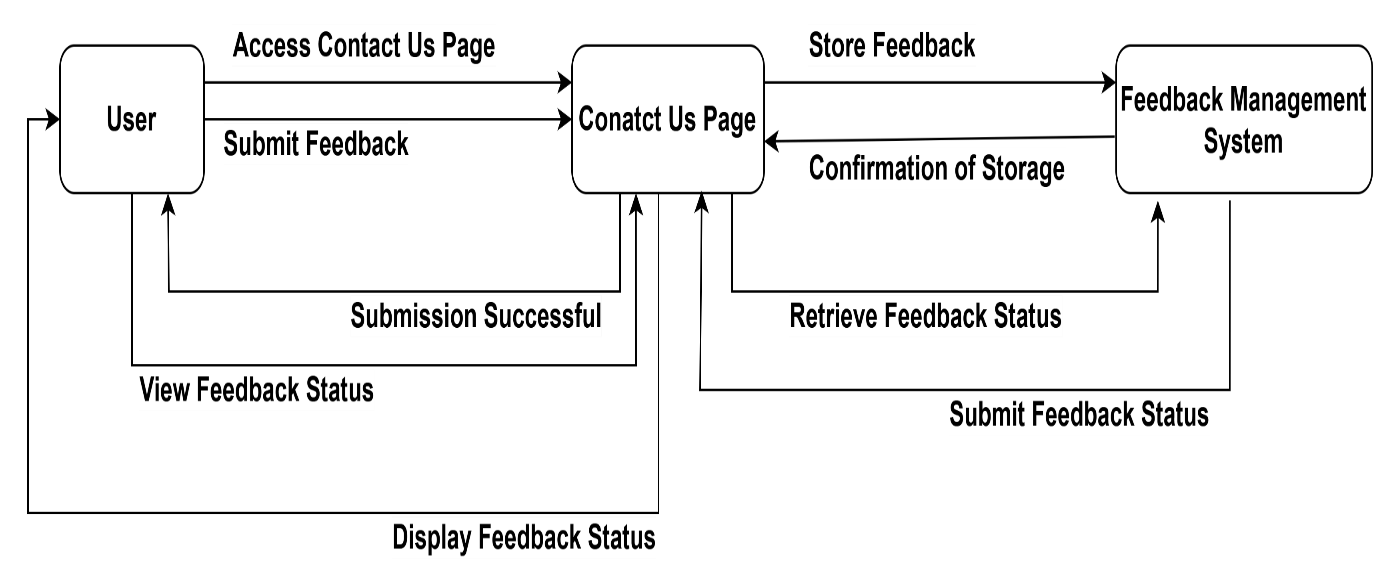 Access Contact Us Page
Store Feedback
User
Submit Feedback
Conatct Us Page
Feedback Management
System
Confirmation of Storage
Submission Successful
Retrieve Feedback Status
View Feedback Status
Submit Feedback Status
Display Feedback Status